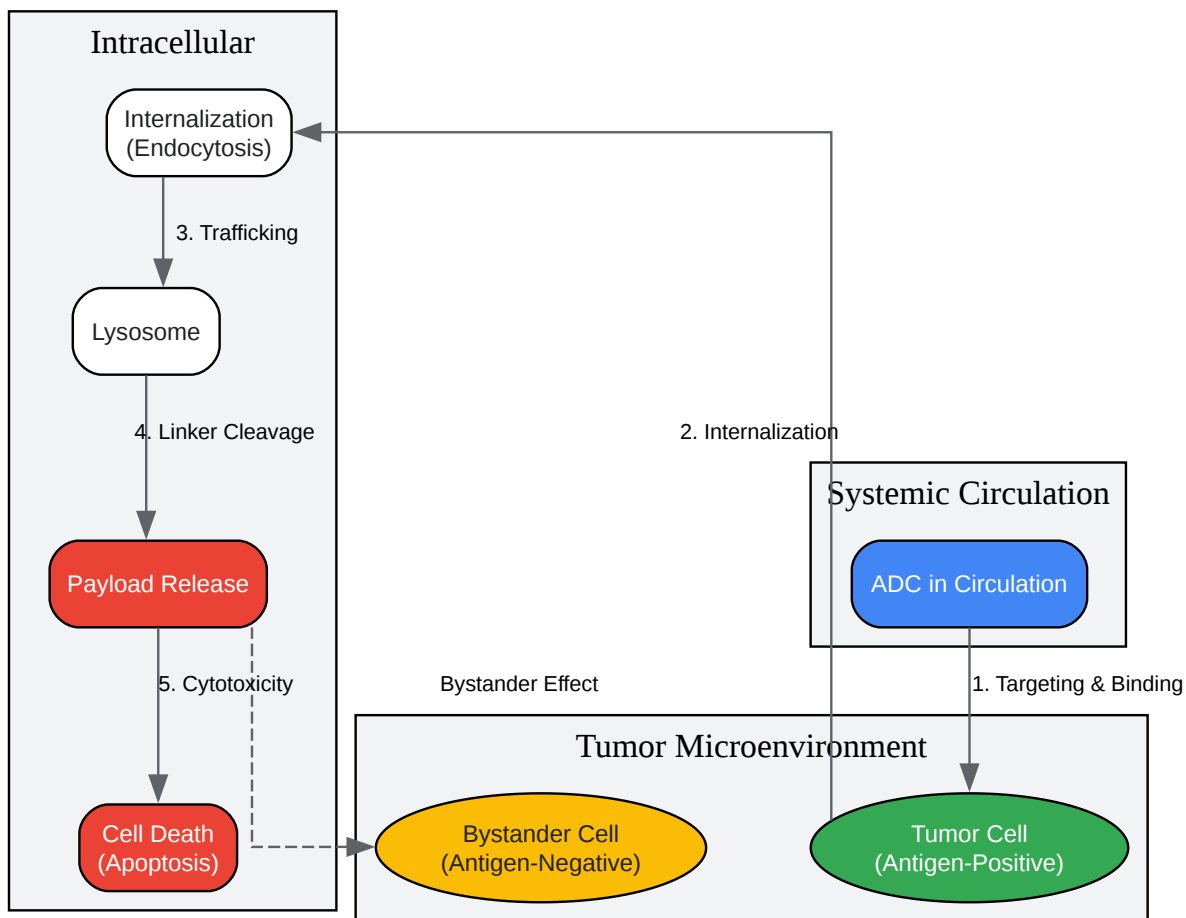 Intracellular
Internalization
(Endocytosis)
3. Trafficking
Lysosome
4. Linker Cleavage
2. Internalization
Systemic Circulation
Payload Release
ADC in Circulation
5. Cytotoxicity
Bystander Effect
1. Targeting & Binding
Tumor Microenvironment
Cell Death
(Apoptosis)
Bystander Cell
(Antigen-Negative)
Tumor Cell
(Antigen-Positive)